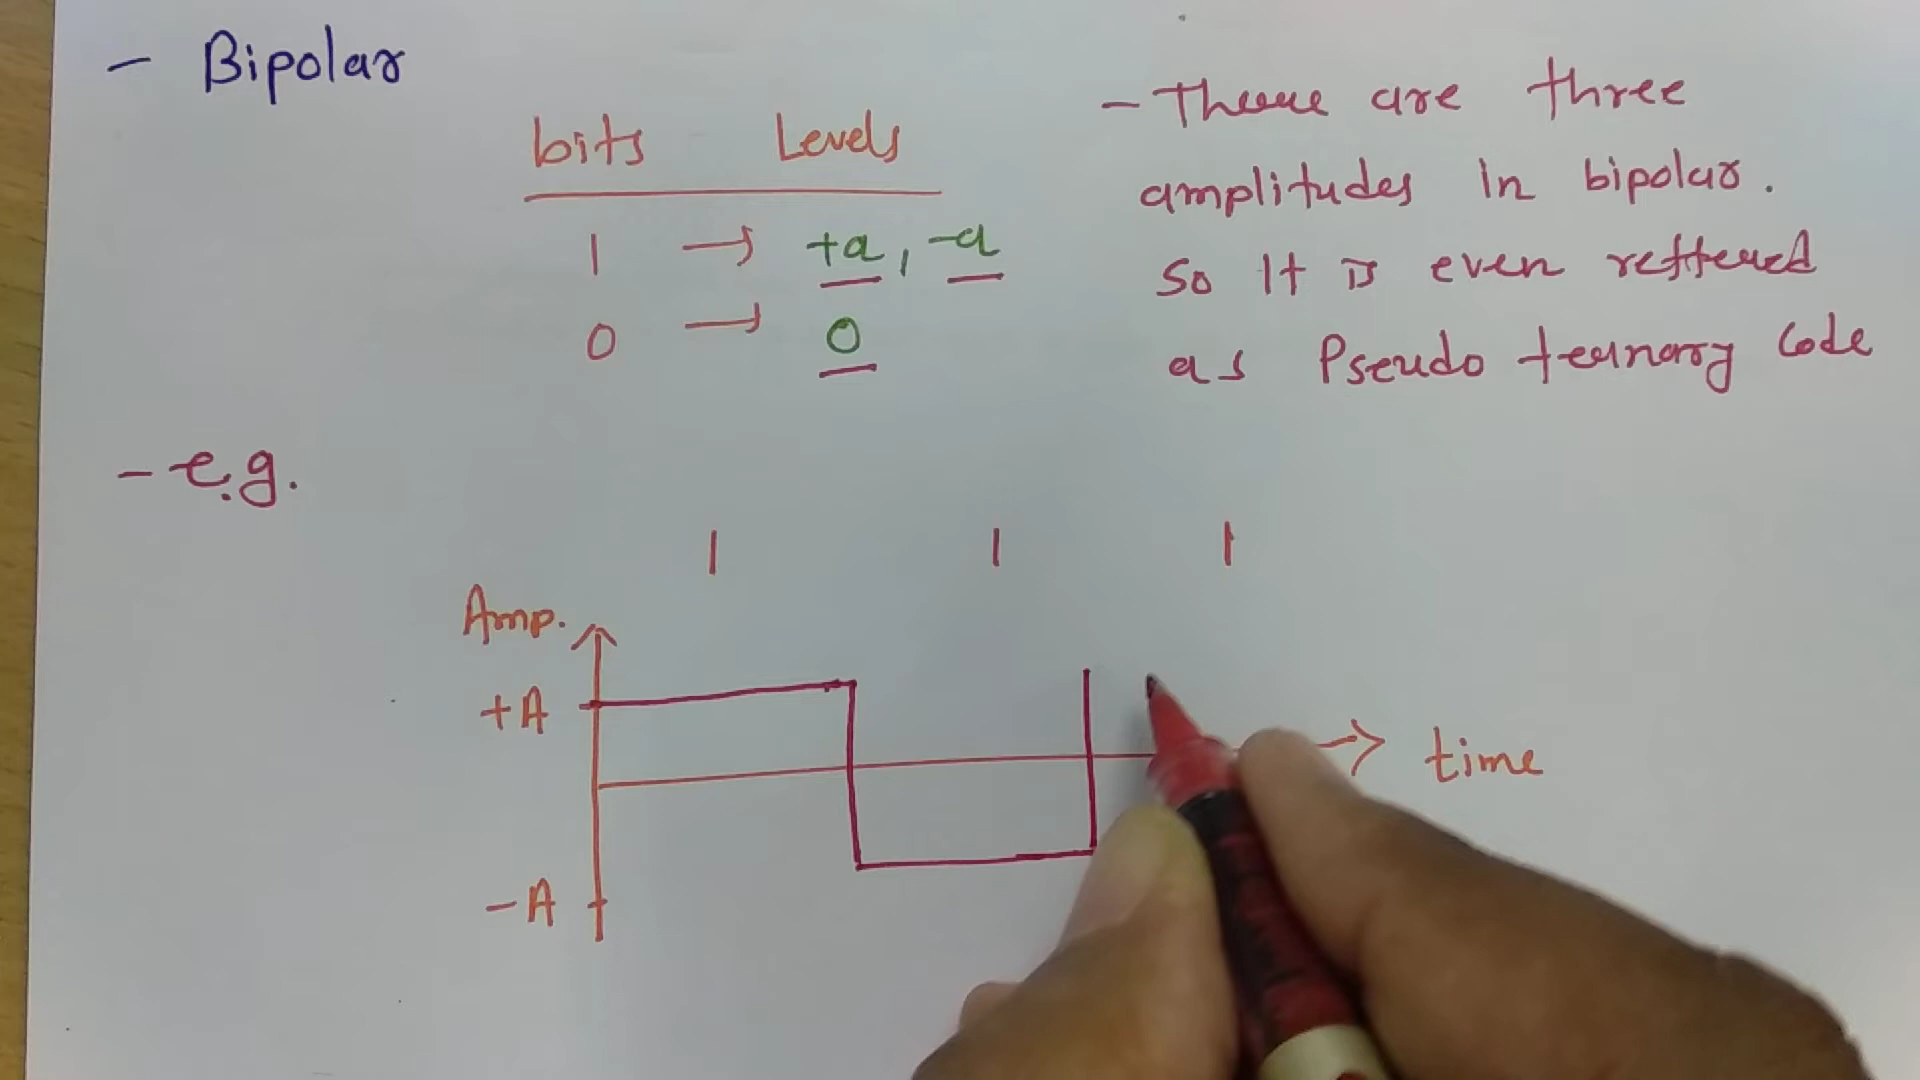 - Bipolar
bits Levels
1 → +a, -a
0 → 0
- There are three
amplitudes in bipolar.
so It is even reffered
as Pseudo ternary Code
- e.g.
1 1 1
Amp.
+A
time
-A